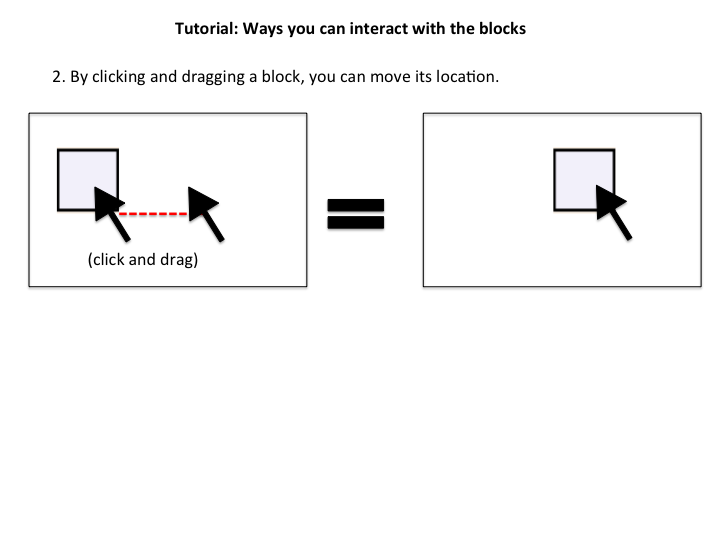 Tutorial: Ways you can interact with the blocks
2. By clicking and dragging a block, you can move its location.
(click and drag)